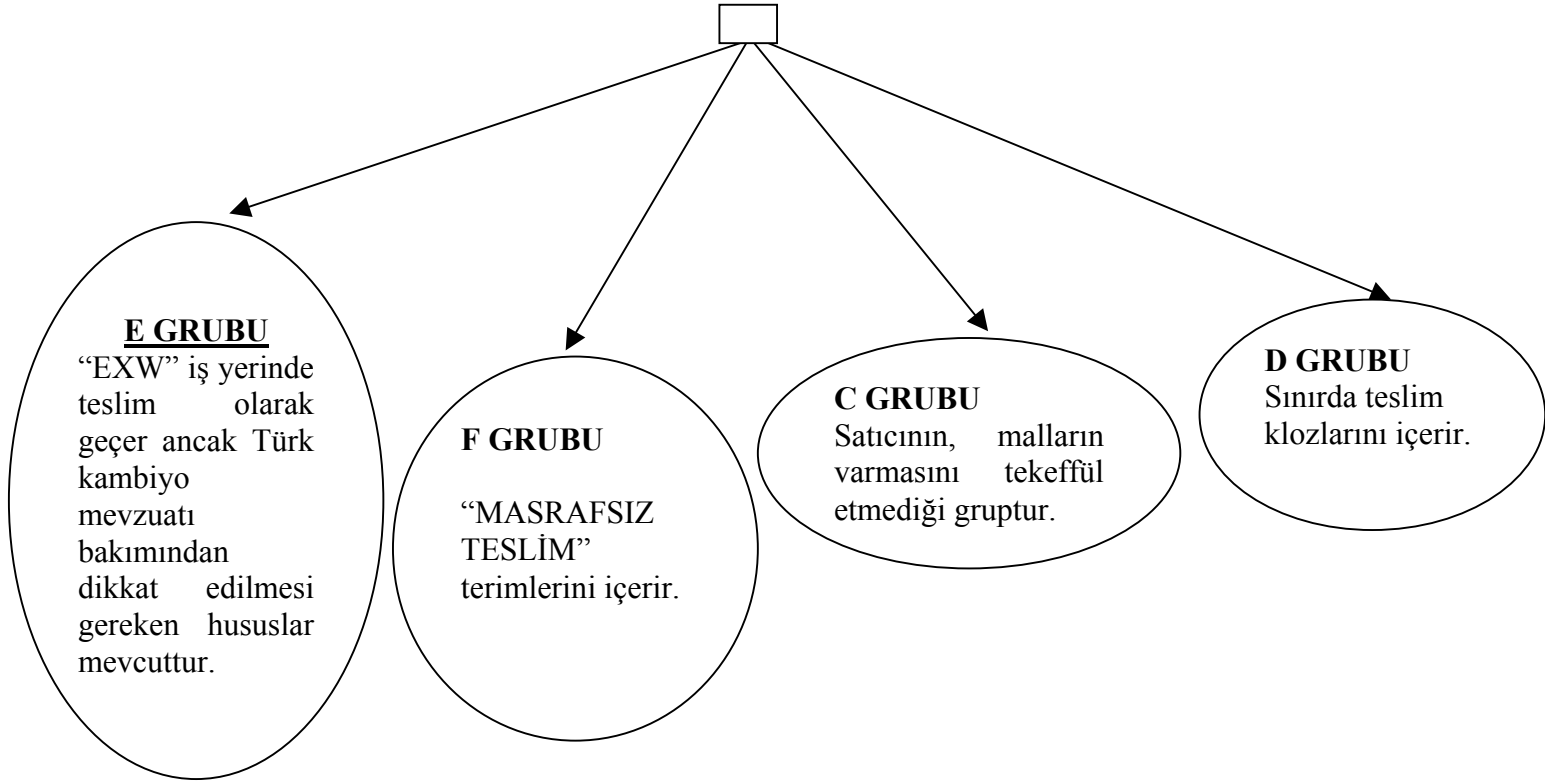 E GRUBU
“EXW” iş yerinde
teslim olarak
geçer ancak Türk
kambiyo
mevzuatı
bakımından
dikkat edilmesi
gereken hususlar
mevcuttur.
F GRUBU
“MASRAFSIZ
TESLİM”
terimlerini içerir.
C GRUBU
Satıcının, malların
varmasını tekeffül
etmediği gruptur.
D GRUBU
Sınırda teslim
klozlarını içerir.